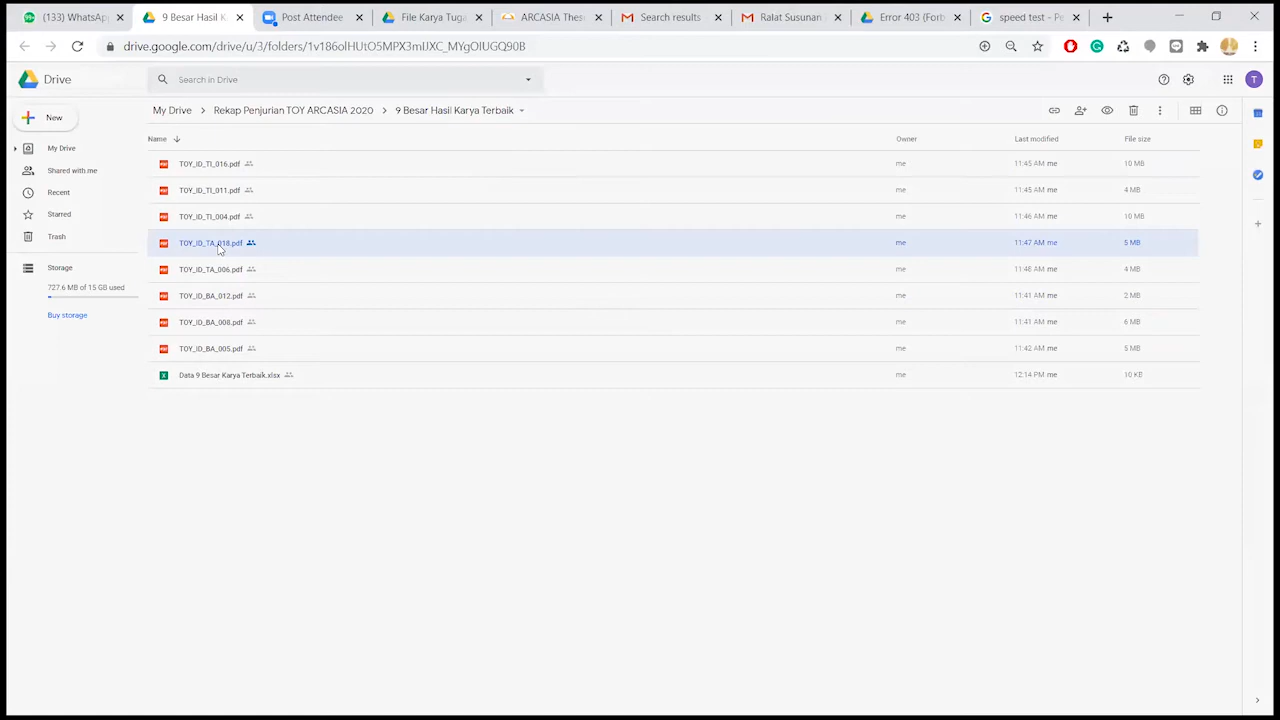 (133) WhatsApp
9 Besar Hasil K
Post Attendee
File Karya Tuga
ARCASIA Thes
Search results
Ralat Susunan
Error 403 (Forb
speed test - Pe
drive.google.com/drive/u/3/folders/
Drive
Search in Drive
New
My Drive
Shared with me
Recent
Starred
Trash
Storage
727.6 MB of 15 GB used
Buy storage
My Drive > Rekap Penjurian TOY ARCASIA 2020 > 9 Besar Hasil Karya Terbaik
Name Owner Last modified File size
TOY_ID_TI_016.pdf me 11:45 AM me 10 MB
TOY_ID_TI_011.pdf me 11:45 AM me 4 MB
TOY_ID_TI_004.pdf me 11:46 AM me 10 MB
TOY_ID_TA_018.pdf me 11:47 AM me 5 MB
TOY_ID_TA_006.pdf me 11:48 AM me 4 MB
TOY_ID_BA_012.pdf me 11:41 AM me 2 MB
TOY_ID_BA_008.pdf me 11:41 AM me 6 MB
TOY_ID_BA_005.pdf me 11:42 AM me 5 MB
Data 9 Besar Karya Terbaik.xlsx me 12:14 PM me 10 KB
T